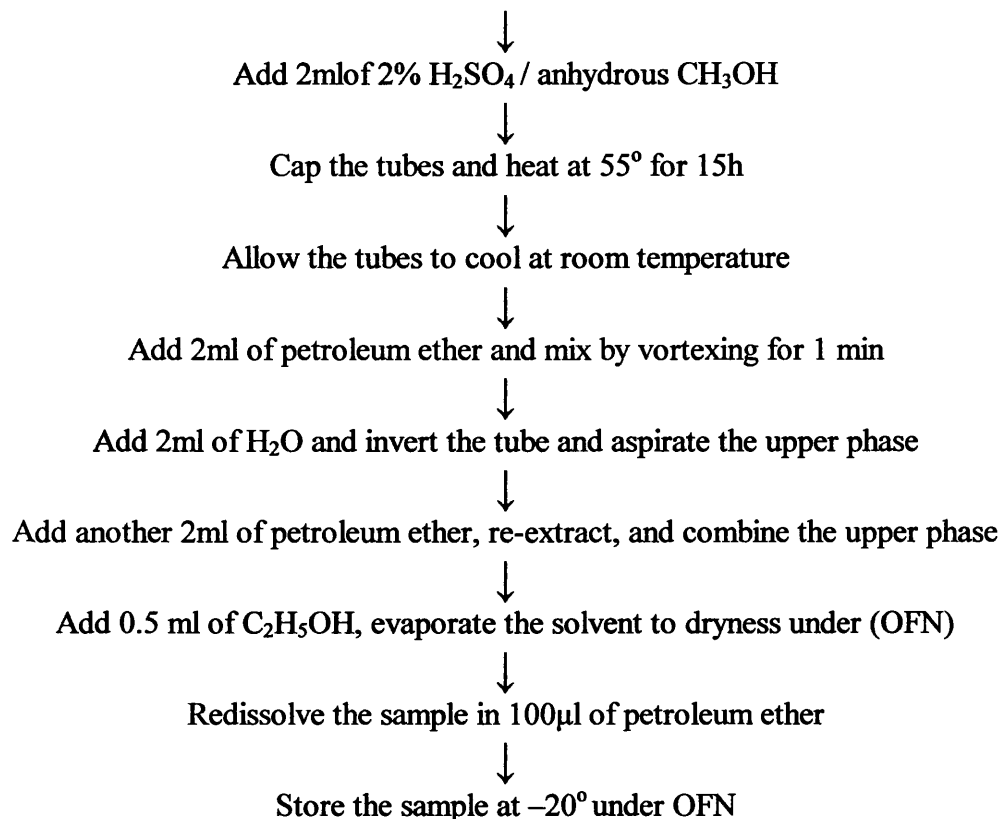 ↓
Add 2mlof 2% H₂SO₄ / anhydrous CH₃OH
↓
Cap the tubes and heat at 55° for 15h
↓
Allow the tubes to cool at room temperature
↓
Add 2ml of petroleum ether and mix by vortexing for 1 min
↓
Add 2ml of H₂O and invert the tube and aspirate the upper phase
↓
Add another 2ml of petroleum ether, re-extract, and combine the upper phase
↓
Add 0.5 ml of C₂H₅OH, evaporate the solvent to dryness under (OFN)
↓
Redissolve the sample in 100μl of petroleum ether
↓
Store the sample at –20° under OFN